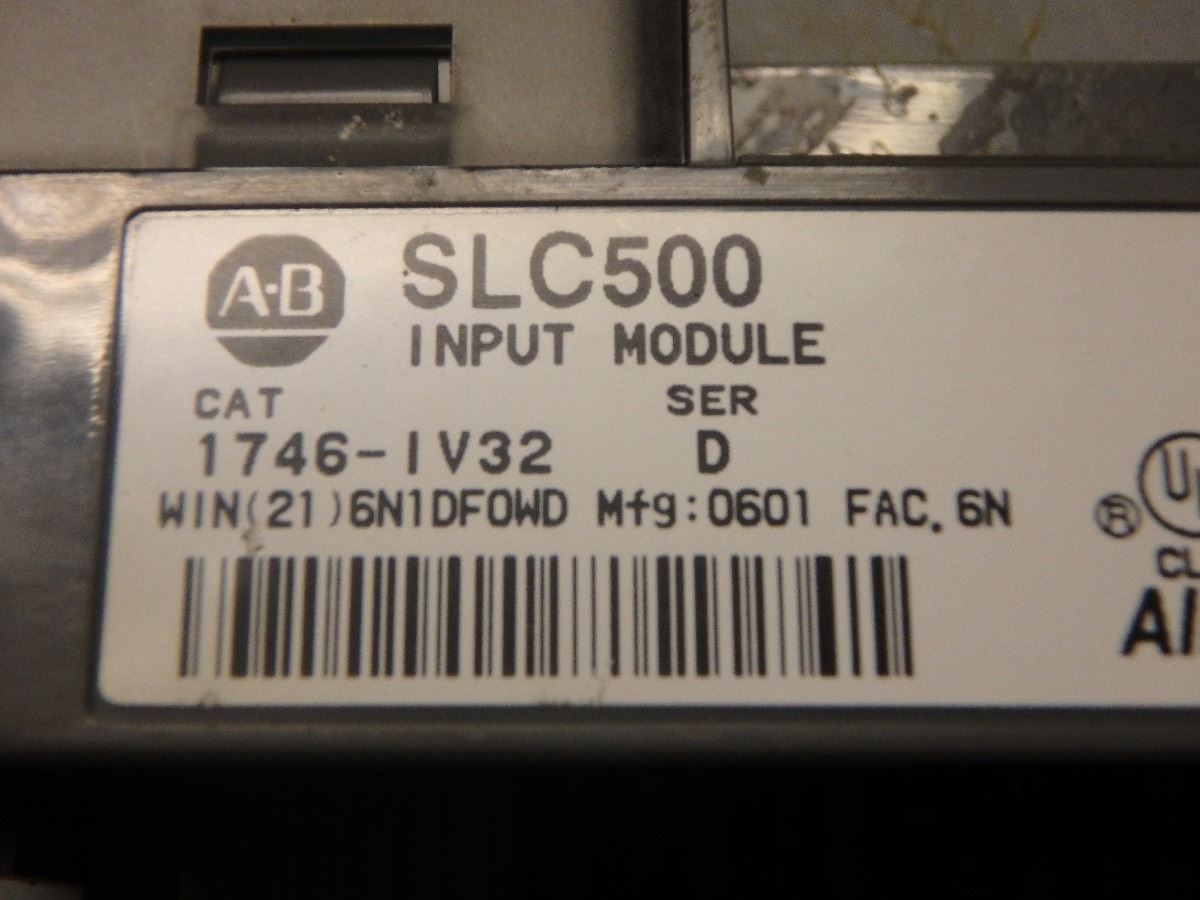 A·B
SLC500
INPUT MODULE
CAT SER
1746-IV32 D
WIN(21)6N1DF0WD Mfg:0601 FAC. 6N
®